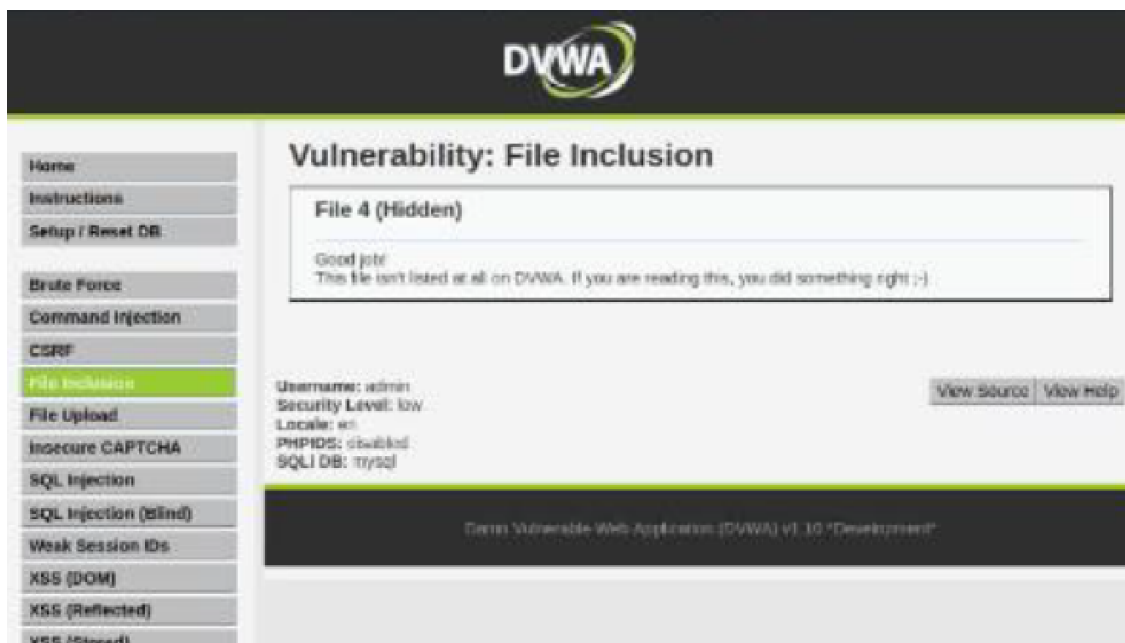 DVWA
Home
Instructions
Setup / Reset DB
Brute Force
Command Injection
CSRF
File Inclusion
File Upload
Insecure CAPTCHA
SQL Injection
SQL Injection (Blind)
Weak Session IDs
XSS (DOM)
XSS (Reflected)
XSS (Stored)
Vulnerability: File Inclusion
File 4 (Hidden)
Good job!
This file isn't listed at all on DVWA. If you are reading this, you did something right ;-)
Username: admin
Security Level: low
Locale: en
PHPIDS: disabled
SQLi DB: mysql
View Source
View Help
Damn Vulnerable Web Application (DVWA) v1.10 *Development*